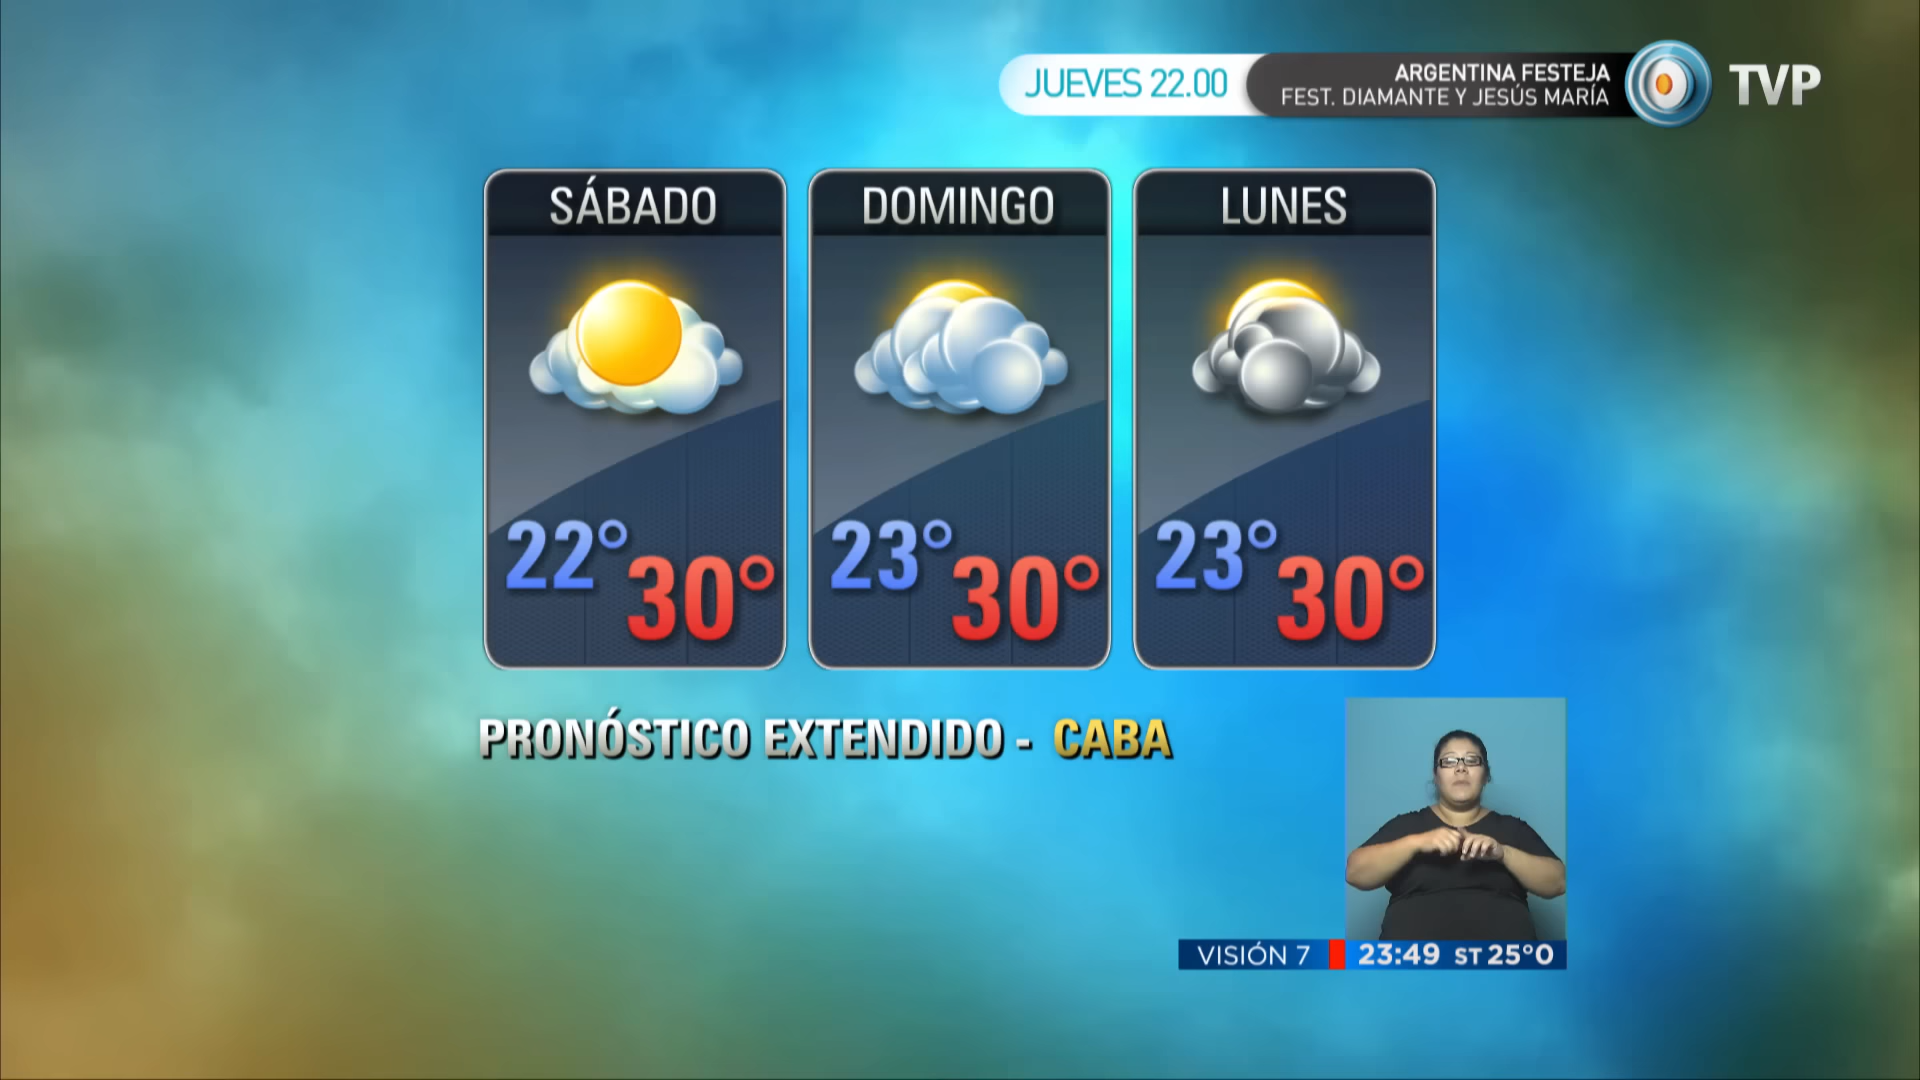 JUEVES 22.00
ARGENTINA FESTEJA
FEST. DIAMANTE Y JESÚS MARÍA
TVP
SÁBADO
22° 30°
DOMINGO
23° 30°
LUNES
23° 30°
PRONÓSTICO EXTENDIDO - CABA
VISIÓN 7 23:49 ST 25°0